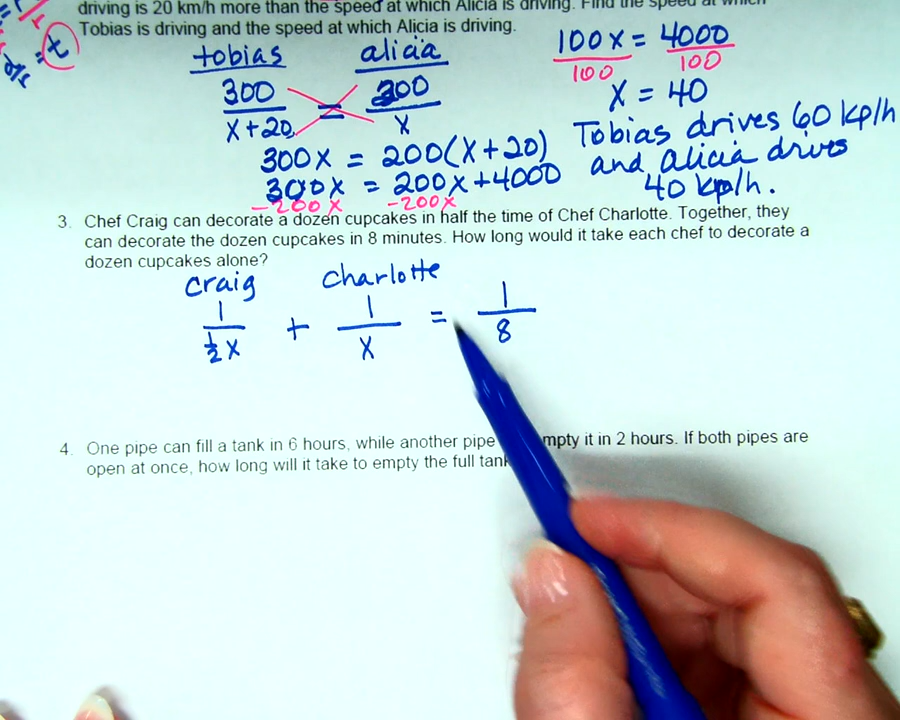 driving is 20 km/h more than the speed at which Alicia is driving. Find the speed at which
Tobias is driving and the speed at which Alicia is driving.
tobias alicia
300 / x+20 = 200 / x
300x = 200(x+20)
300x = 200x+4000
-200x -200x
100x = 4000
100 100
x = 40
Tobias drives 60 kp/h
and alicia drives
40 kp/h.
3. Chef Craig can decorate a dozen cupcakes in half the time of Chef Charlotte. Together, they
can decorate the dozen cupcakes in 8 minutes. How long would it take each chef to decorate a
dozen cupcakes alone?
Craig Charlotte
1 / ½x + 1 / x = 1 / 8
4. One pipe can fill a tank in 6 hours, while another pipe mpty it in 2 hours. If both pipes are
open at once, how long will it take to empty the full tank